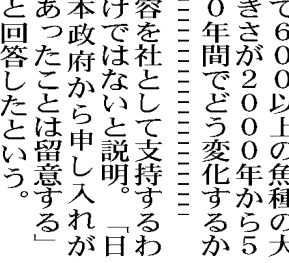 て６００以上の魚種の大
きさが２０００年から５
０年間でどう変化するか
容を社として支持するわ
けではないと説明。「日
本政府から申し入れが
あったことは留意する」
と回答したという。